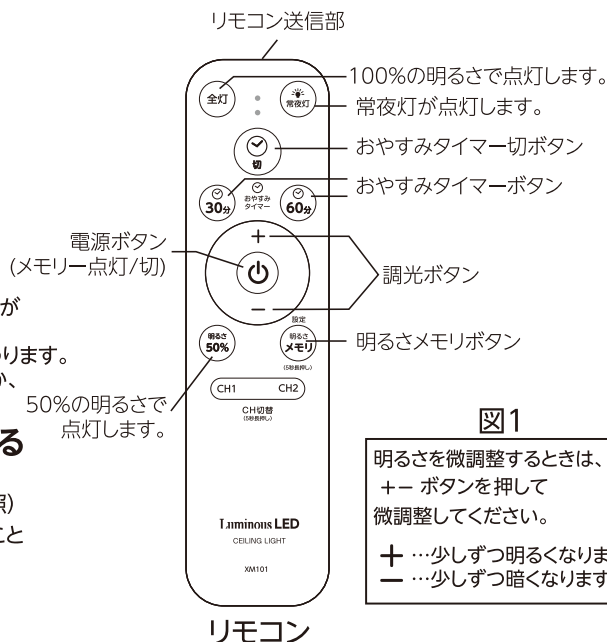 リモコン送信部
全灯
常夜灯
100%の明るさで点灯します。
常夜灯が点灯します。
切
おやすみタイマー切ボタン
30分
おやすみ
タイマー
60分
おやすみタイマーボタン
電源ボタン
(メモリー点灯/切)
+
−
調光ボタン
が
ります。
か、
明るさ
50%
設定
明るさ
メモリ
(5秒長押し)
明るさメモリボタン
50%の明るさで
点灯します。
CH1 CH2
CH切替
(5秒長押し)
る
照)
こと
Luminous LED
CEILING LIGHT
XM101
リモコン
図1
明るさを微調整するときは、
+− ボタンを押して
微調整してください。
+ …少しずつ明るくなりま
− …少しずつ暗くなります